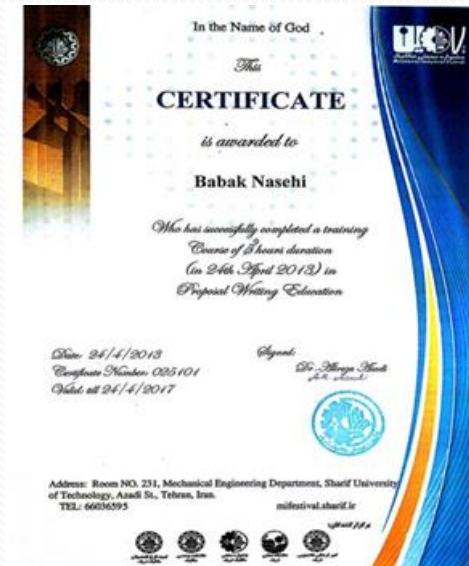 In the Name of God
This
CERTIFICATE
is awarded to
Babak Nasehi
Who has successfully completed a training
Course of 3 hours duration
(in 24th April 2013) in
Proposal Writing Education
Date: 24/4/2013
Signed:
Certificate Number: 025101
Dr. Alireza Asadi
Valid: till 24/4/2017
Address: Room NO. 231, Mechanical Engineering Department, Sharif University
of Technology, Azadi St., Tehran, Iran.
TEL: 66036595
mifestival.sharif.ir